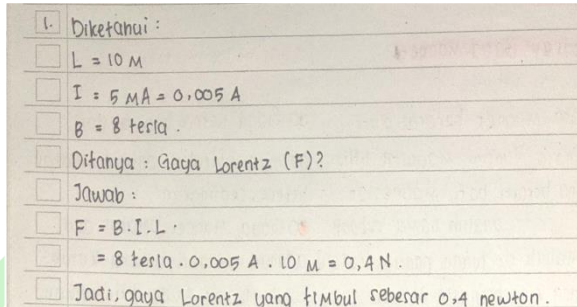 1. Diketahui :
L = 10 M
I = 5 MA = 0,005 A
B = 8 tesla .
Ditanya : Gaya Lorentz (F)?
Jawab :
F = B.I.L.
= 8 tesla . 0,005 A . 10 M = 0,4 N .
Jadi, gaya Lorentz yang timbul sebesar 0,4 newton .